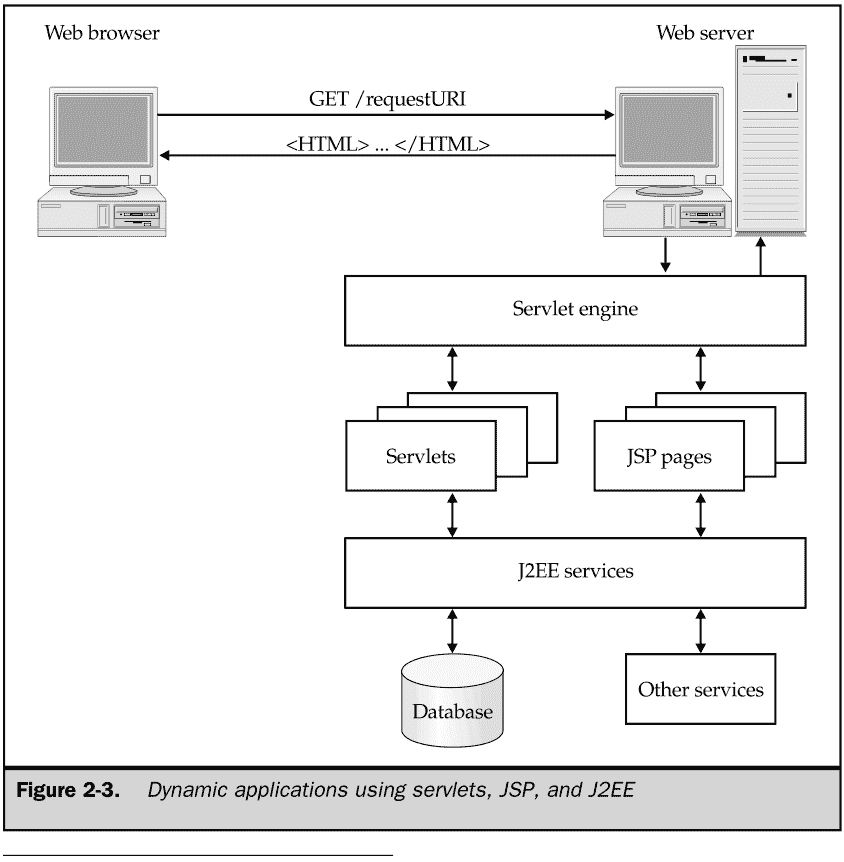 Web browser
Web server
GET /requestURI
<HTML> ... </HTML>
Servlet engine
Servlets
JSP pages
J2EE services
Database
Other services
Figure 2-3. Dynamic applications using servlets, JSP, and J2EE